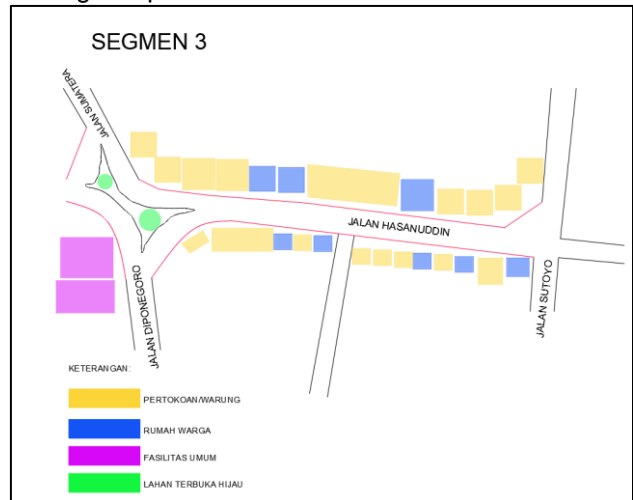 SEGMEN 3
JALAN SUMATERA
JALAN HASANUDDIN
JALAN DIPONEGORO
JALAN SUTOYO
KETERANGAN:
PERTOKOAN/WARUNG
RUMAH WARGA
FASILITAS UMUM
LAHAN TERBUKA HIJAU